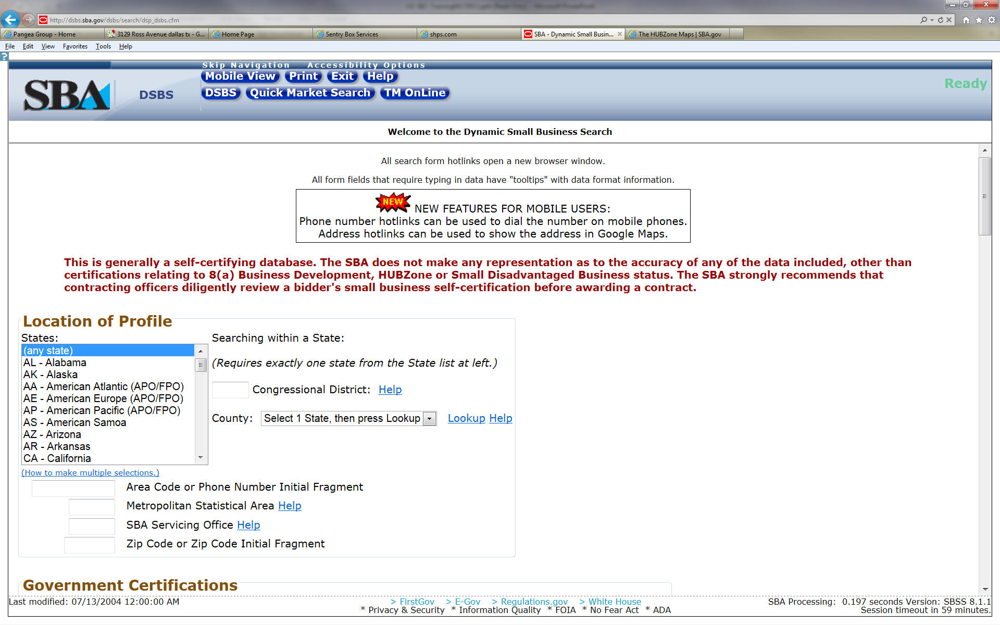 http://dsbs.sba.gov/dsbs/search/dsp_dsbs.cfm
Pangea Group - Home
3129 Ross Avenue dallas tx - G...
Home Page
Sentry Box Services
shps.com
SBA - Dynamic Small Busin...
The HUBZone Maps | SBA.gov
File Edit View Favorites Tools Help
Skip Navigation Accessibility Options
Mobile View Print Exit Help
SBA
DSBS
DSBS Quick Market Search TM OnLine
Ready
Welcome to the Dynamic Small Business Search
All search form hotlinks open a new browser window.
All form fields that require typing in data have "tooltips" with data format information.
NEW NEW FEATURES FOR MOBILE USERS:
Phone number hotlinks can be used to dial the number on mobile phones.
Address hotlinks can be used to show the address in Google Maps.
This is generally a self-certifying database. The SBA does not make any representation as to the accuracy of any of the data included, other than
certifications relating to 8(a) Business Development, HUBZone or Small Disadvantaged Business status. The SBA strongly recommends that
contracting officers diligently review a bidder's small business self-certification before awarding a contract.
Location of Profile
States:
(any state)
AL - Alabama
AK - Alaska
AA - American Atlantic (APO/FPO)
AE - American Europe (APO/FPO)
AP - American Pacific (APO/FPO)
AS - American Samoa
AZ - Arizona
AR - Arkansas
CA - California
(How to make multiple selections.)
Searching within a State:
(Requires exactly one state from the State list at left.)
Congressional District: Help
County: Select 1 State, then press Lookup Lookup Help
Area Code or Phone Number Initial Fragment
Metropolitan Statistical Area Help
SBA Servicing Office Help
Zip Code or Zip Code Initial Fragment
Government Certifications
Last modified: 07/13/2004 12:00:00 AM
> FirstGov > E-Gov > Regulations.gov > White House
* Privacy & Security * Information Quality * FOIA * No Fear Act * ADA
SBA Processing: 0.197 seconds Version: SBSS 8.1.1
Session timeout in 59 minutes.